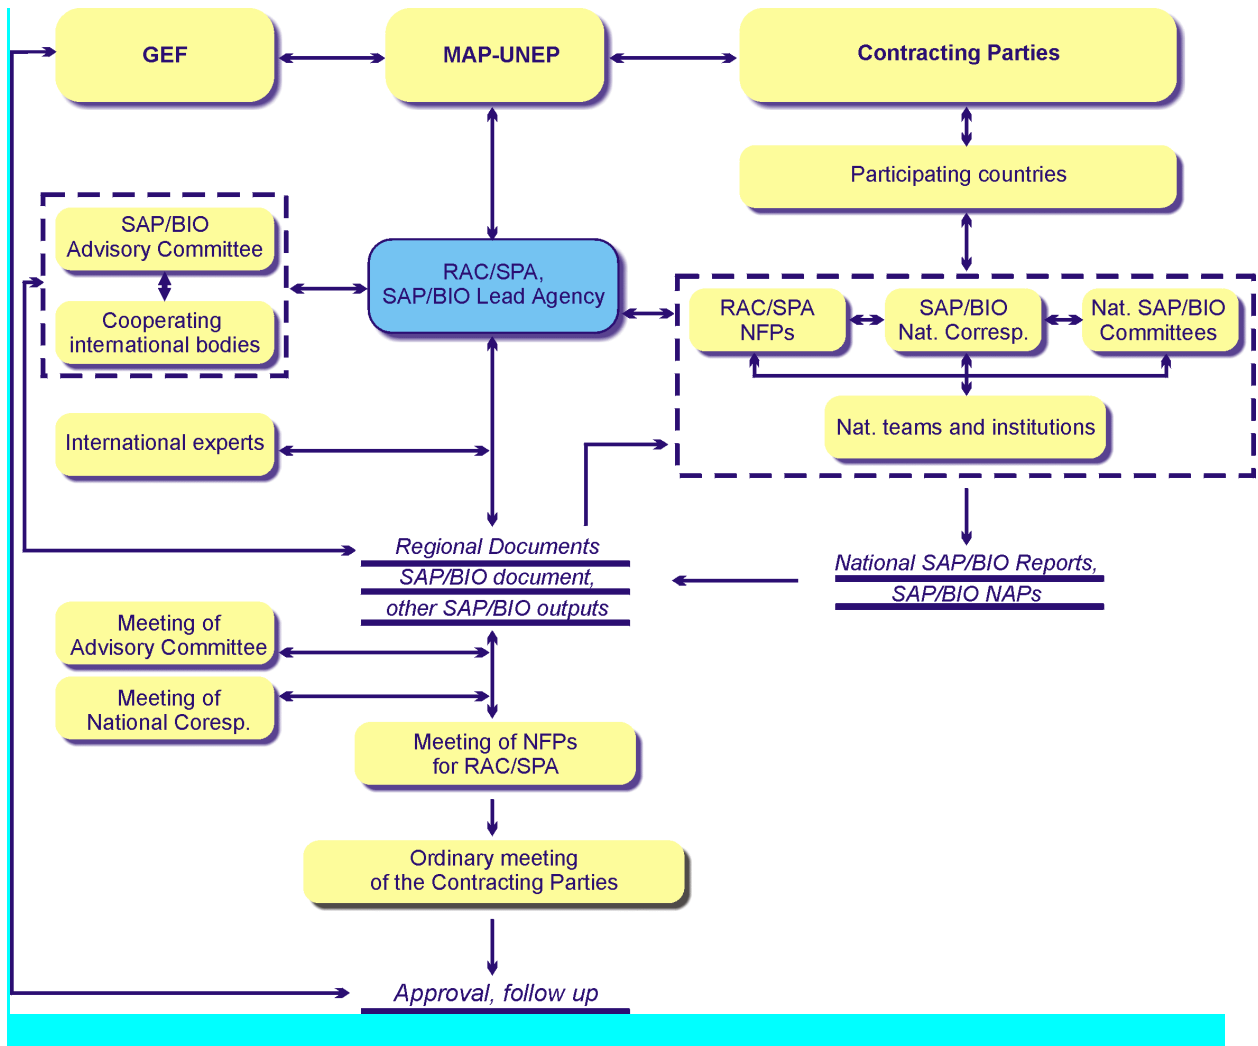 GEF
MAP-UNEP
Contracting Parties
Participating countries
SAP/BIO
Advisory Committee
Cooperating
international bodies
RAC/SPA,
SAP/BIO Lead Agency
RAC/SPA
NFPs
SAP/BIO
Nat. Corresp.
Nat. SAP/BIO
Committees
Nat. teams and institutions
International experts
Regional Documents
SAP/BIO document,
other SAP/BIO outputs
National SAP/BIO Reports,
SAP/BIO NAPs
Meeting of
Advisory Committee
Meeting of
National Coresp.
Meeting of NFPs
for RAC/SPA
Ordinary meeting
of the Contracting Parties
Approval, follow up